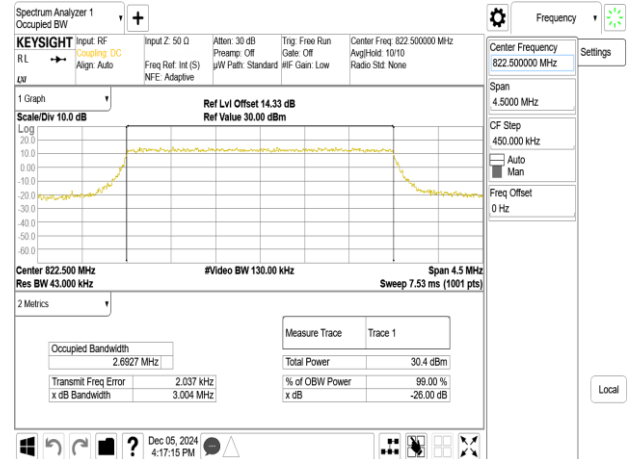 Spectrum Analyzer 1
Occupied BW
Frequency
KEYSIGHT
RL
LXI
Input: RF
Coupling: DC
Align: Auto
Input Z: 50 Ω
Freq Ref: Int (S)
NFE: Adaptive
Atten: 30 dB
Preamp: Off
µW Path: Standard
Trig: Free Run
Gate: Off
#IF Gain: Low
Center Freq: 822.500000 MHz
Avg|Hold: 10/10
Radio Std: None
Center Frequency
822.500000 MHz
Settings
Span
4.5000 MHz
CF Step
450.000 kHz
Auto
Man
Freq Offset
0 Hz
Local
1 Graph
Scale/Div 10.0 dB
Ref Lvl Offset 14.33 dB
Ref Value 30.00 dBm
Log
20.0
10.0
0.00
-10.0
-20.0
-30.0
-40.0
-50.0
-60.0
Center 822.500 MHz
Res BW 43.000 kHz
#Video BW 130.00 kHz
Span 4.5 MHz
Sweep 7.53 ms (1001 pts)
2 Metrics
Measure Trace Trace 1
Occupied Bandwidth
2.6927 MHz
Total Power 30.4 dBm
Transmit Freq Error 2.037 kHz
% of OBW Power 99.00 %
x dB Bandwidth 3.004 MHz
x dB -26.00 dB
?
Dec 05, 2024
4:17:15 PM